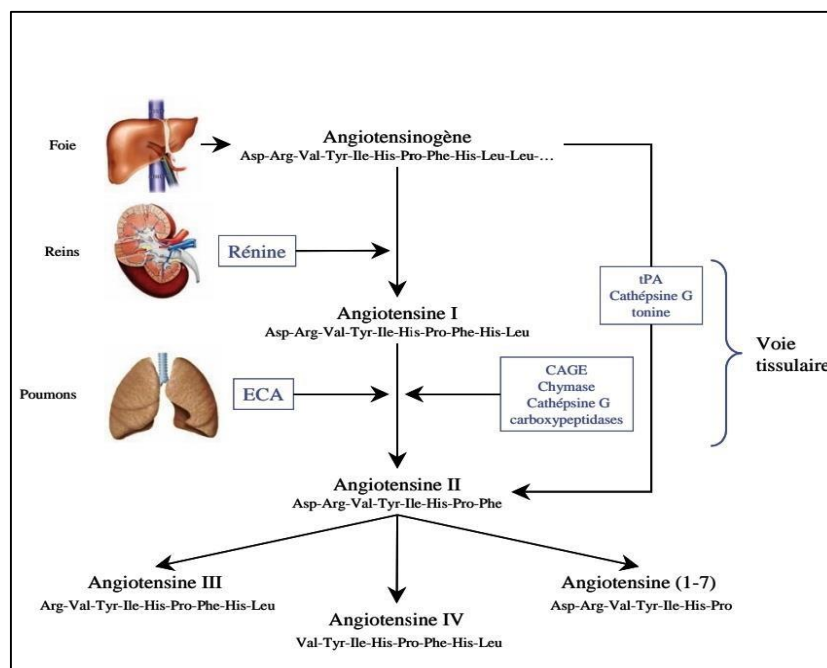 Foie
Angiotensinogène
Asp-Arg-Val-Tyr-Ile-His-Pro-Phe-His-Leu-Leu-...
Reins
Rénine
tPA
Cathépsine G
tonine
Angiotensine I
Asp-Arg-Val-Tyr-Ile-His-Pro-Phe-His-Leu
Voie
tissulaire
Poumons
ECA
CAGE
Chymase
Cathépsine G
carboxypeptidases
Angiotensine II
Asp-Arg-Val-Tyr-Ile-His-Pro-Phe
Angiotensine III
Arg-Val-Tyr-Ile-His-Pro-Phe-His-Leu
Angiotensine IV
Val-Tyr-Ile-His-Pro-Phe-His-Leu
Angiotensine (1-7)
Asp-Arg-Val-Tyr-Ile-His-Pro